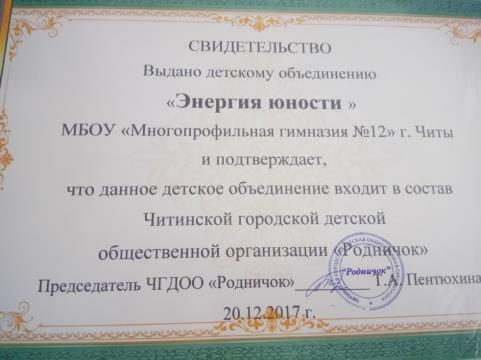 СВИДЕТЕЛЬСТВО
Выдано детскому объединению
«Энергия юности »
МБОУ «Многопрофильная гимназия №12» г. Читы
и подтверждает,
что данное детское объединение входит в состав
Читинской городской детской
общественной организации «Родничок»
"Родничок"
Председатель ЧГДОО «Родничок»__________ Г.А. Пентюхина
20.12.2017 г.